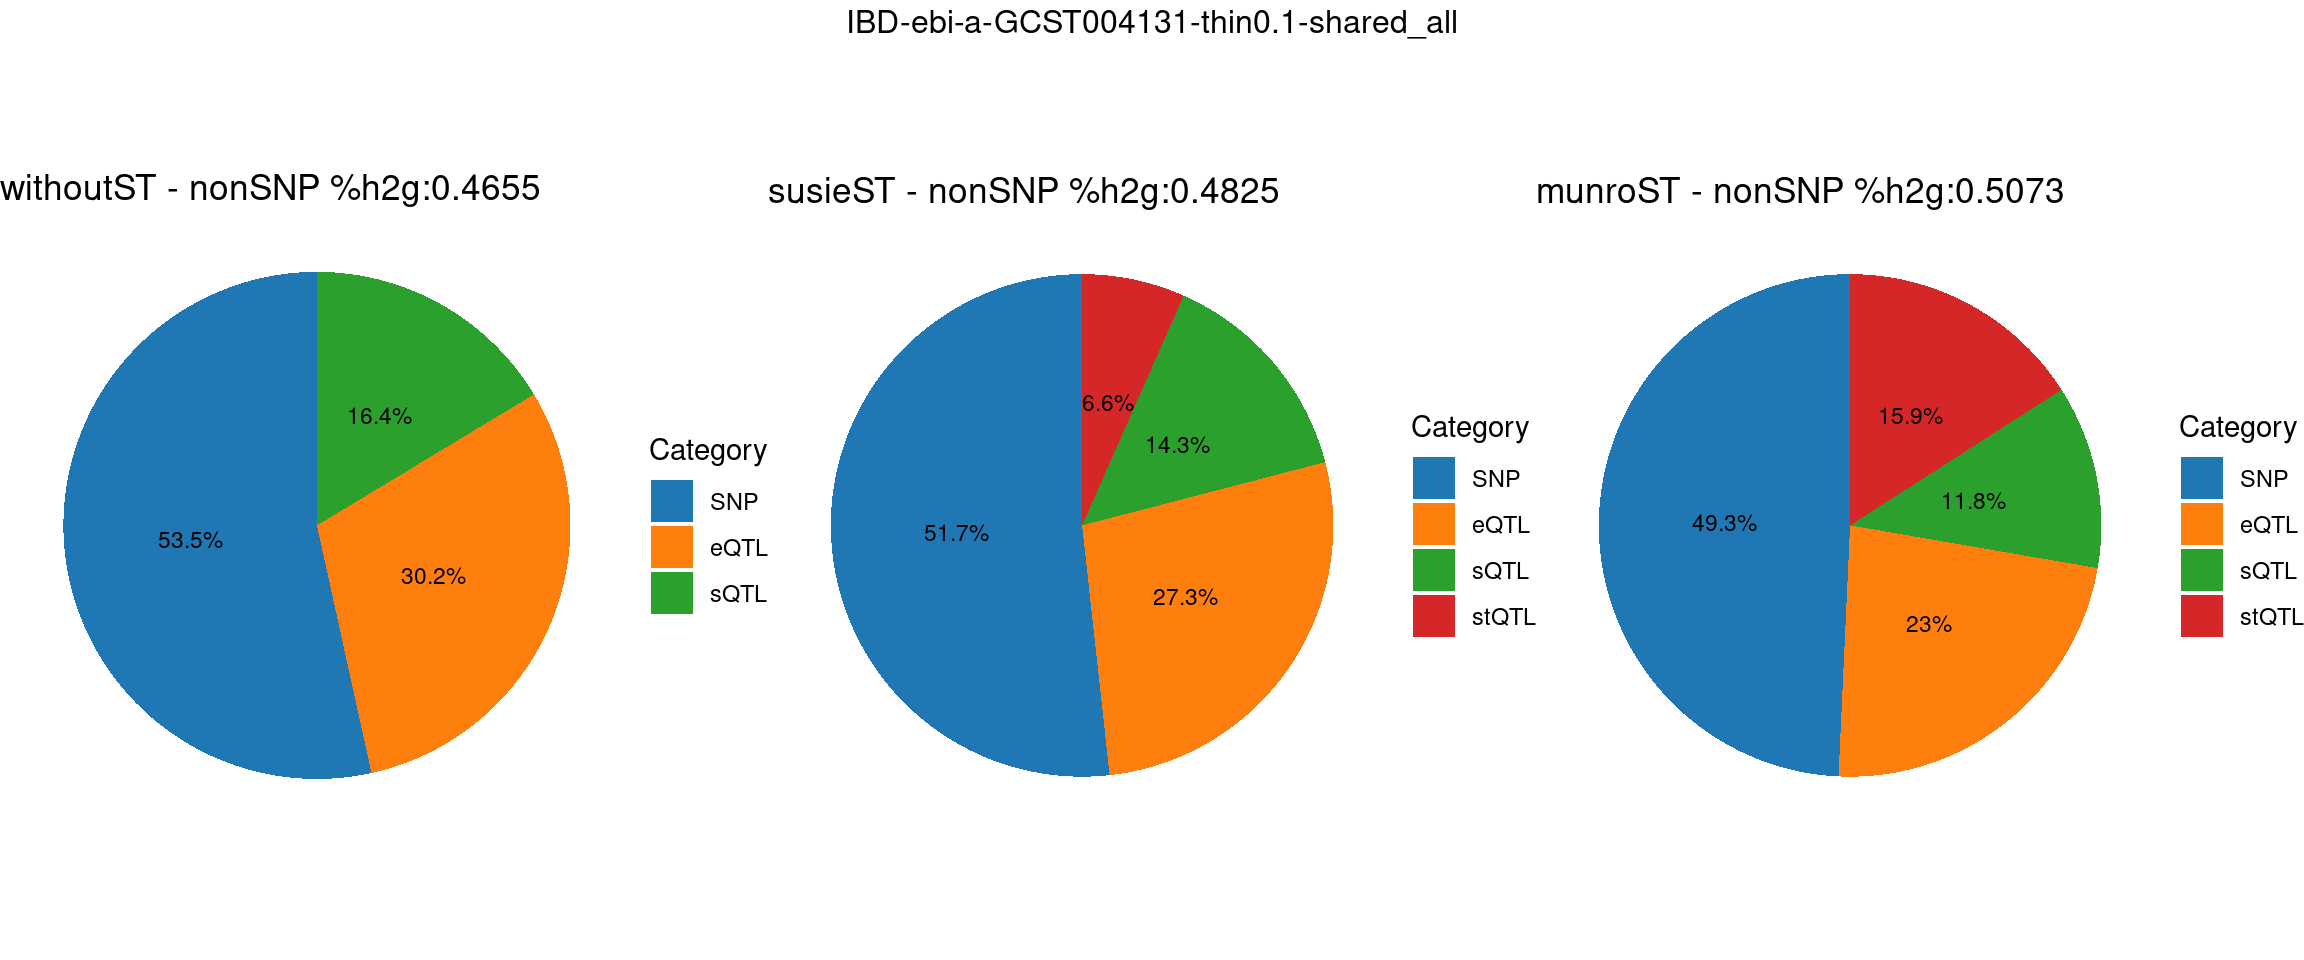 IBD-ebi-a-GCST004131-thin0.1-shared_all
withoutST - nonSNP %h2g:0.4655
16.4%
53.5%
30.2%
Category
SNP
eQTL
sQTL
susieST - nonSNP %h2g:0.4825
6.6%
14.3%
51.7%
27.3%
Category
SNP
eQTL
sQTL
stQTL
munroST - nonSNP %h2g:0.5073
15.9%
11.8%
49.3%
23%
Category
SNP
eQTL
sQTL
stQTL